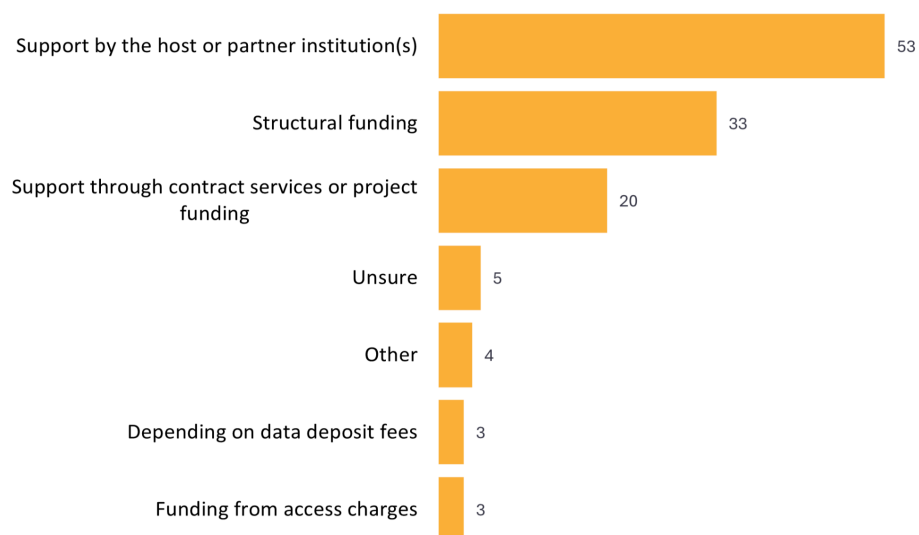 Support by the host or partner institution(s)
53
Structural funding
33
Support through contract services or project
funding
20
Unsure
5
Other
4
Depending on data deposit fees
3
Funding from access charges
3